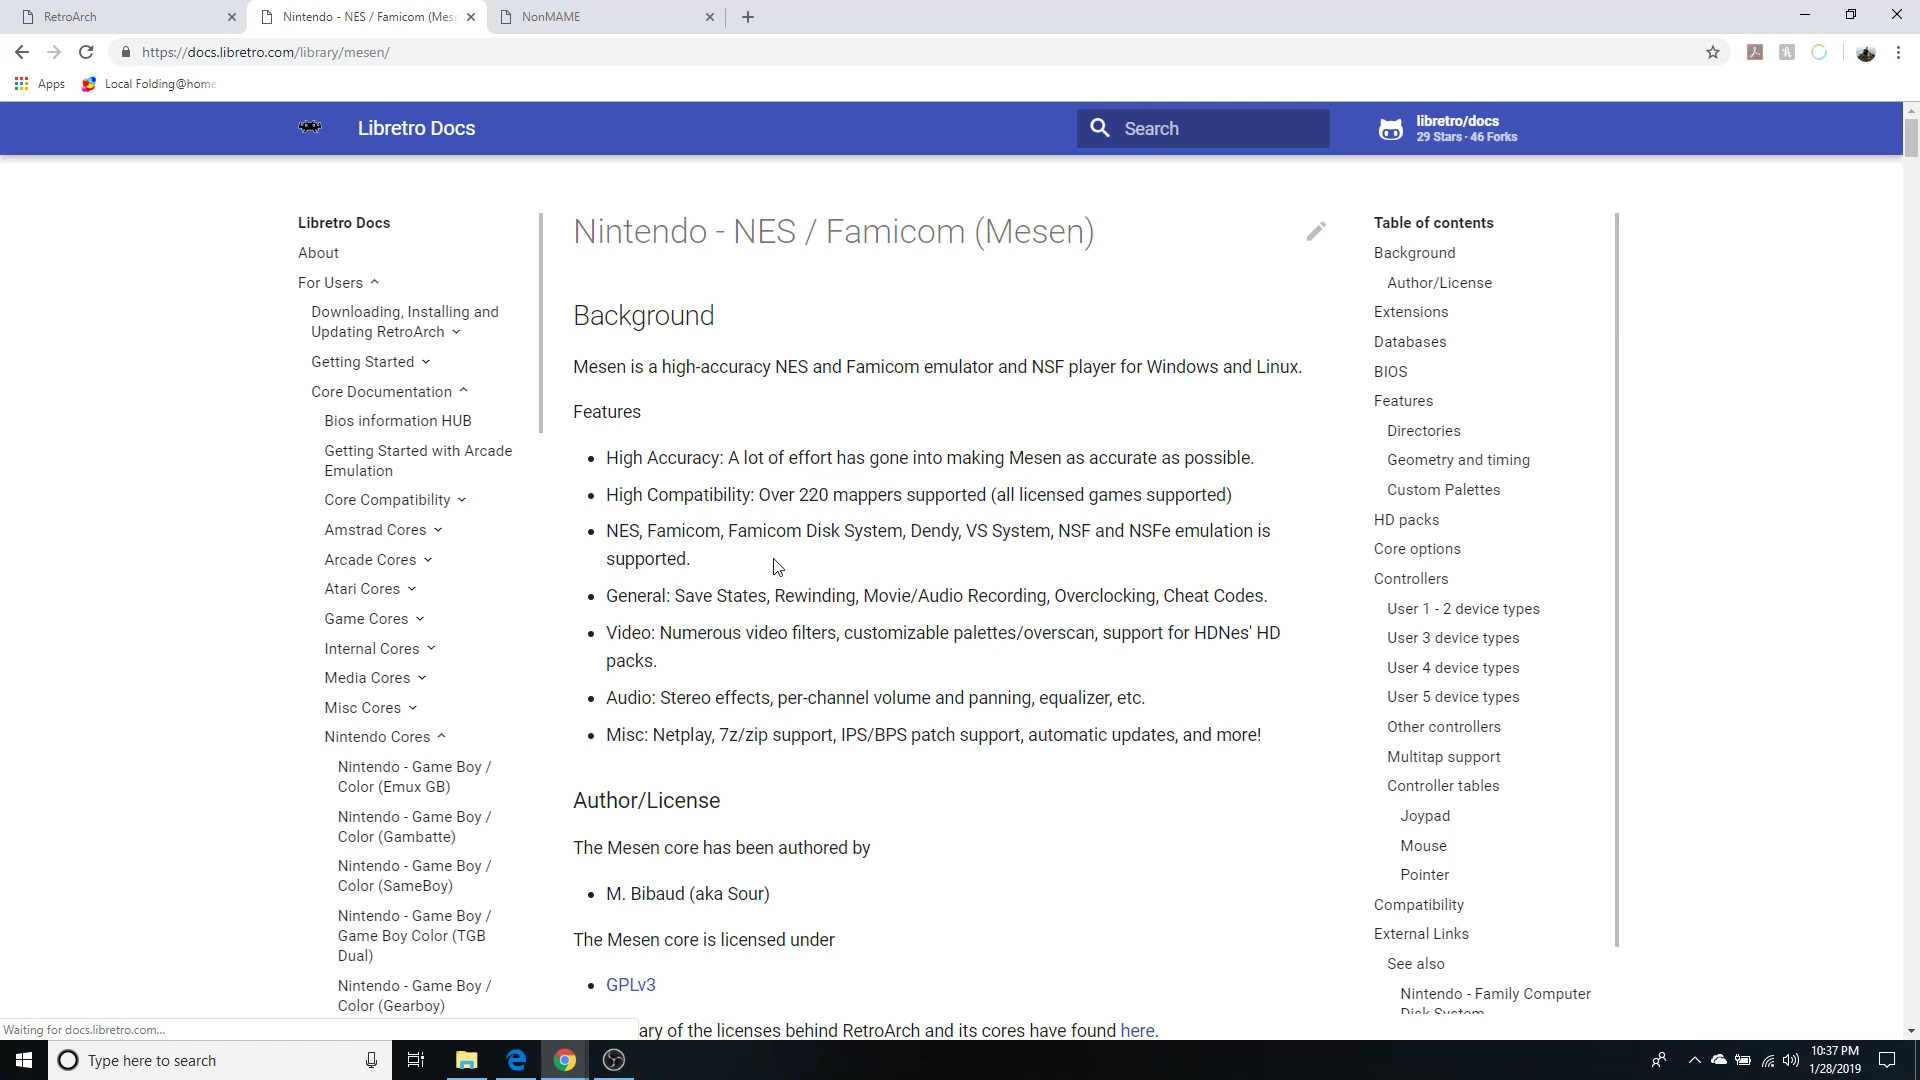 RetroArch
Nintendo - NES / Famicom (Mese
NonMAME
https://docs.libretro.com/library/mesen/
Apps
Local Folding@home
Libretro Docs
Search
libretro/docs
29 Stars · 46 Forks
Libretro Docs
About
For Users
Downloading, Installing and
Updating RetroArch
Getting Started
Core Documentation
Bios information HUB
Getting Started with Arcade
Emulation
Core Compatibility
Amstrad Cores
Arcade Cores
Atari Cores
Game Cores
Internal Cores
Media Cores
Misc Cores
Nintendo Cores
Nintendo - Game Boy /
Color (Emux GB)
Nintendo - Game Boy /
Color (Gambatte)
Nintendo - Game Boy /
Color (SameBoy)
Nintendo - Game Boy /
Game Boy Color (TGB
Dual)
Nintendo - Game Boy /
Color (Gearboy)
Nintendo - NES / Famicom (Mesen)
Background
Mesen is a high-accuracy NES and Famicom emulator and NSF player for Windows and Linux.
Features
• High Accuracy: A lot of effort has gone into making Mesen as accurate as possible.
• High Compatibility: Over 220 mappers supported (all licensed games supported)
• NES, Famicom, Famicom Disk System, Dendy, VS System, NSF and NSFe emulation is
supported.
• General: Save States, Rewinding, Movie/Audio Recording, Overclocking, Cheat Codes.
• Video: Numerous video filters, customizable palettes/overscan, support for HDNes' HD
packs.
• Audio: Stereo effects, per-channel volume and panning, equalizer, etc.
• Misc: Netplay, 7z/zip support, IPS/BPS patch support, automatic updates, and more!
Author/License
The Mesen core has been authored by
• M. Bibaud (aka Sour)
The Mesen core is licensed under
• GPLv3
ary of the licenses behind RetroArch and its cores have found here.
Table of contents
Background
Author/License
Extensions
Databases
BIOS
Features
Directories
Geometry and timing
Custom Palettes
HD packs
Core options
Controllers
User 1 - 2 device types
User 3 device types
User 4 device types
User 5 device types
Other controllers
Multitap support
Controller tables
Joypad
Mouse
Pointer
Compatibility
External Links
See also
Nintendo - Family Computer
Disk System
Waiting for docs.libretro.com...
Type here to search
10:37 PM
1/28/2019